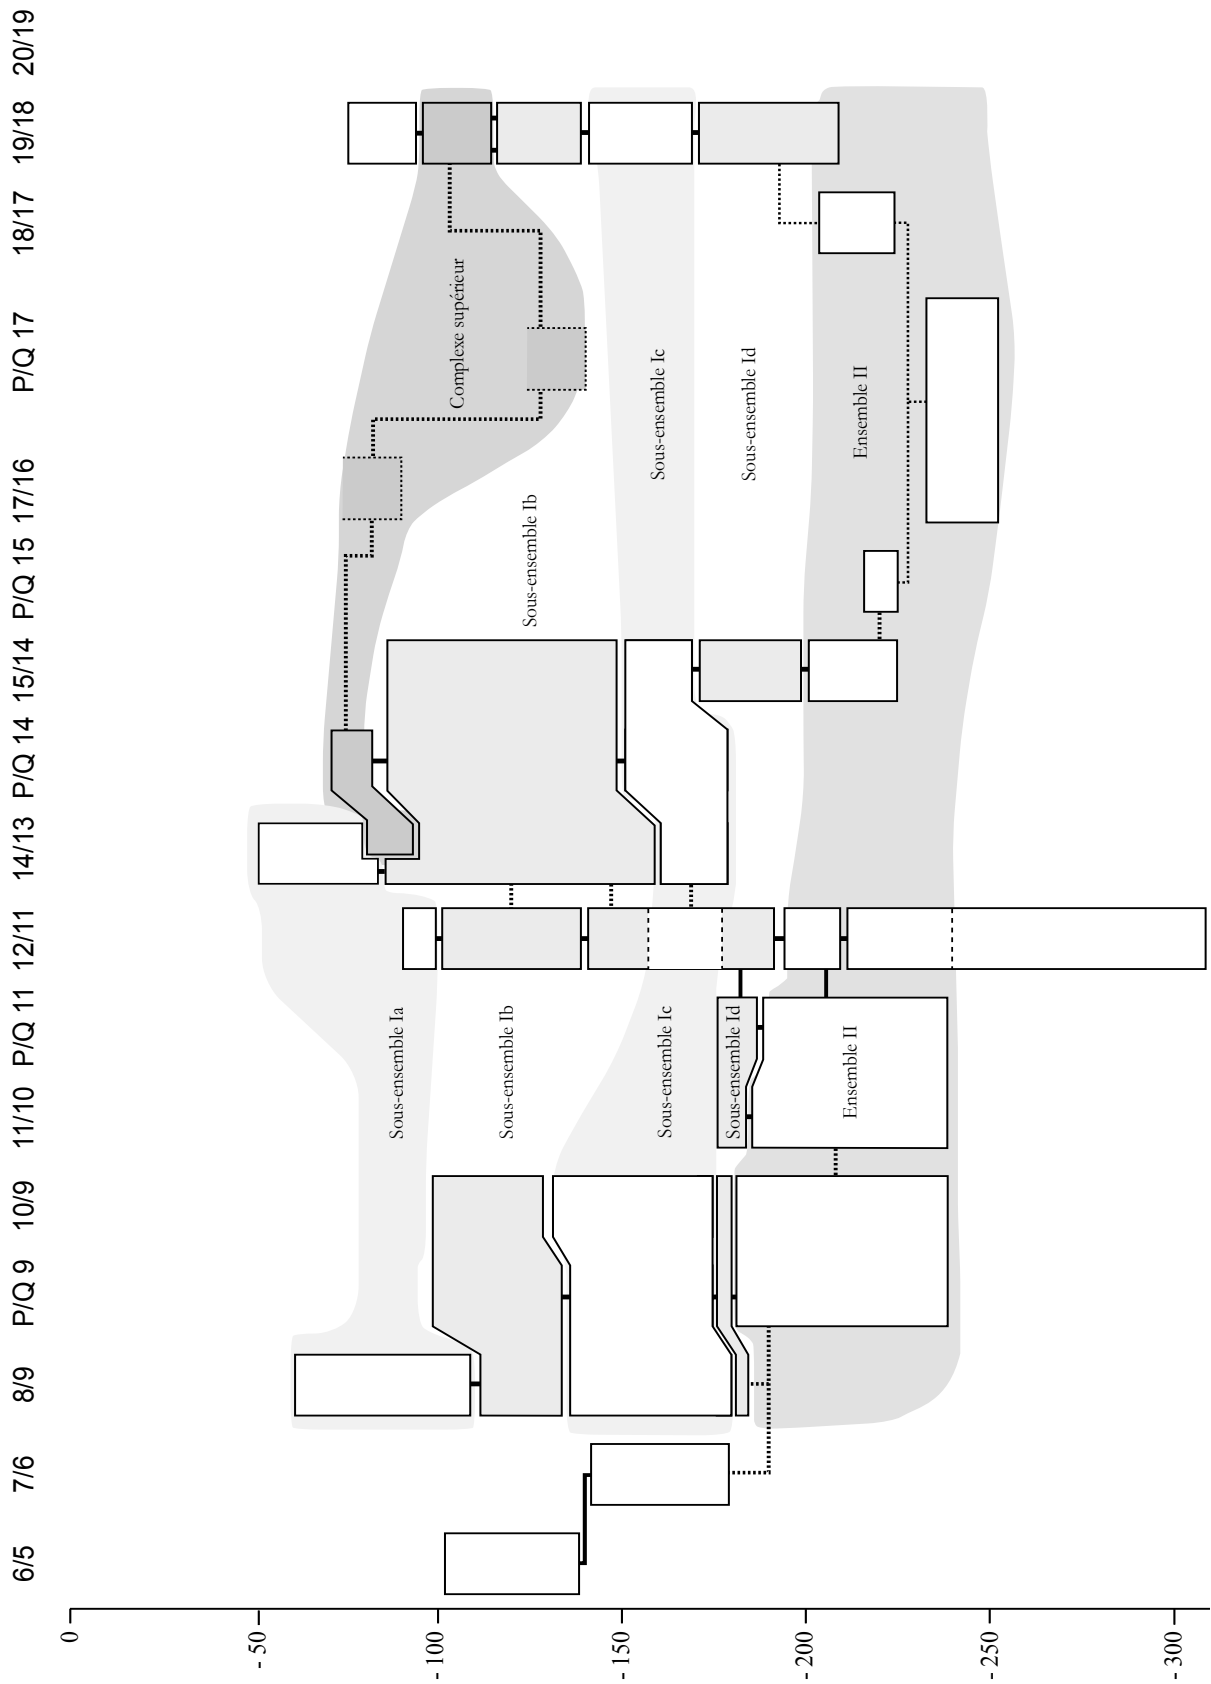 6/5
7/6
8/9
P/Q 9
10/9
11/10
P/Q 11
12/11
14/13
P/Q 14
15/14
P/Q 15
17/16
P/Q 17
18/17
19/18
20/19
0
- 50
- 100
- 150
- 200
- 250
- 300
Sous-ensemble Ia
Sous-ensemble Ib
Sous-ensemble Ic
Sous-ensemble Id
Ensemble II
Complexe supérieur
Sous-ensemble Ib
Sous-ensemble Ic
Sous-ensemble Id
Ensemble II